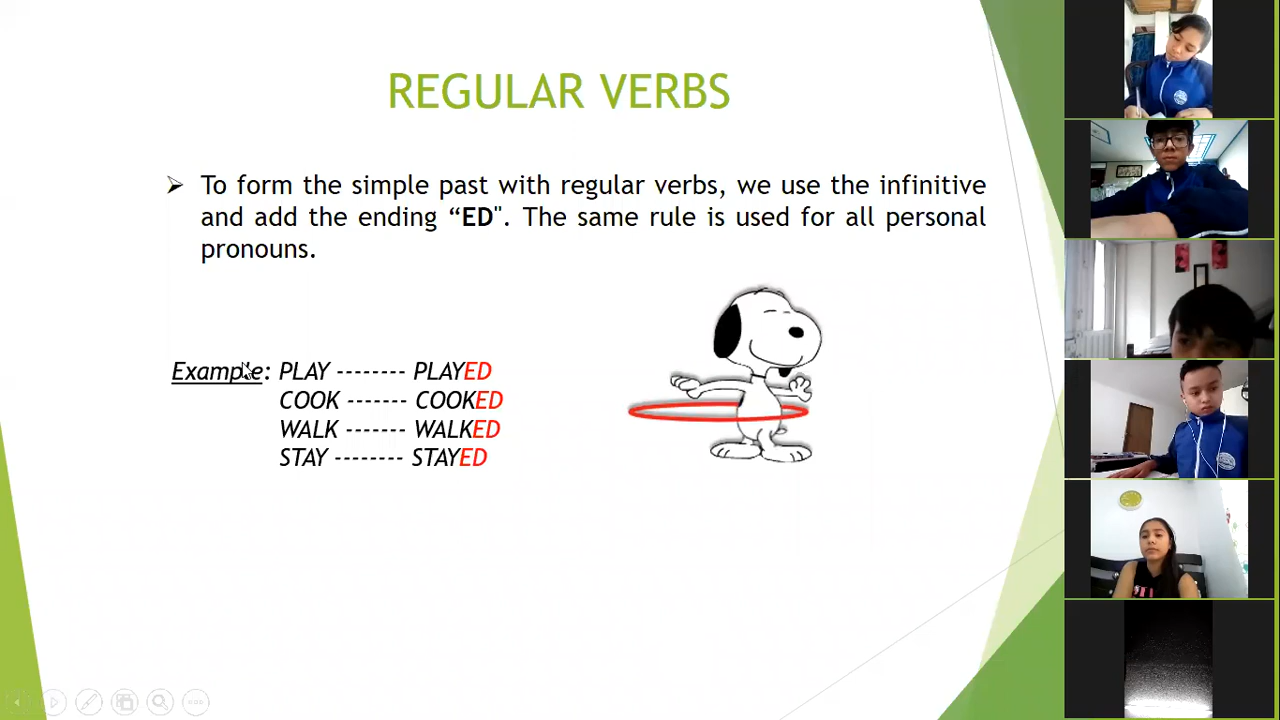 REGULAR VERBS
➢ To form the simple past with regular verbs, we use the infinitive
and add the ending “ED". The same rule is used for all personal
pronouns.
Example: PLAY -------- PLAYED
COOK ------- COOKED
WALK ------- WALKED
STAY -------- STAYED